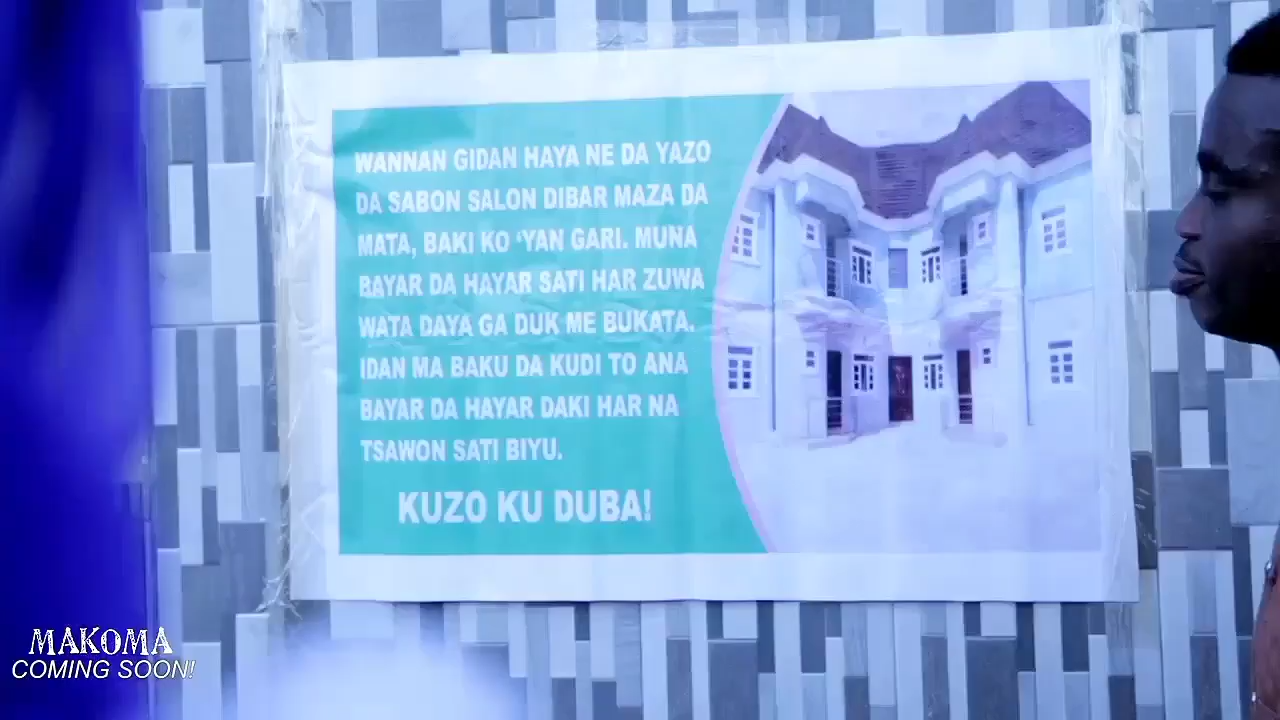 WANNAN GIDAN HAYA NE DA YAZO
DA SABON SALON DIBAR MAZA DA
MATA, BAKI KO ‘YAN GARI. MUNA
BAYAR DA HAYAR SATI HAR ZUWA
WATA DAYA GA DUK ME BUKATA.
IDAN MA BAKU DA KUDI TO ANA
BAYAR DA HAYAR DAKI HAR NA
TSAWON SATI BIYU.
KUZO KU DUBA!
MAKOMA
COMING SOON!